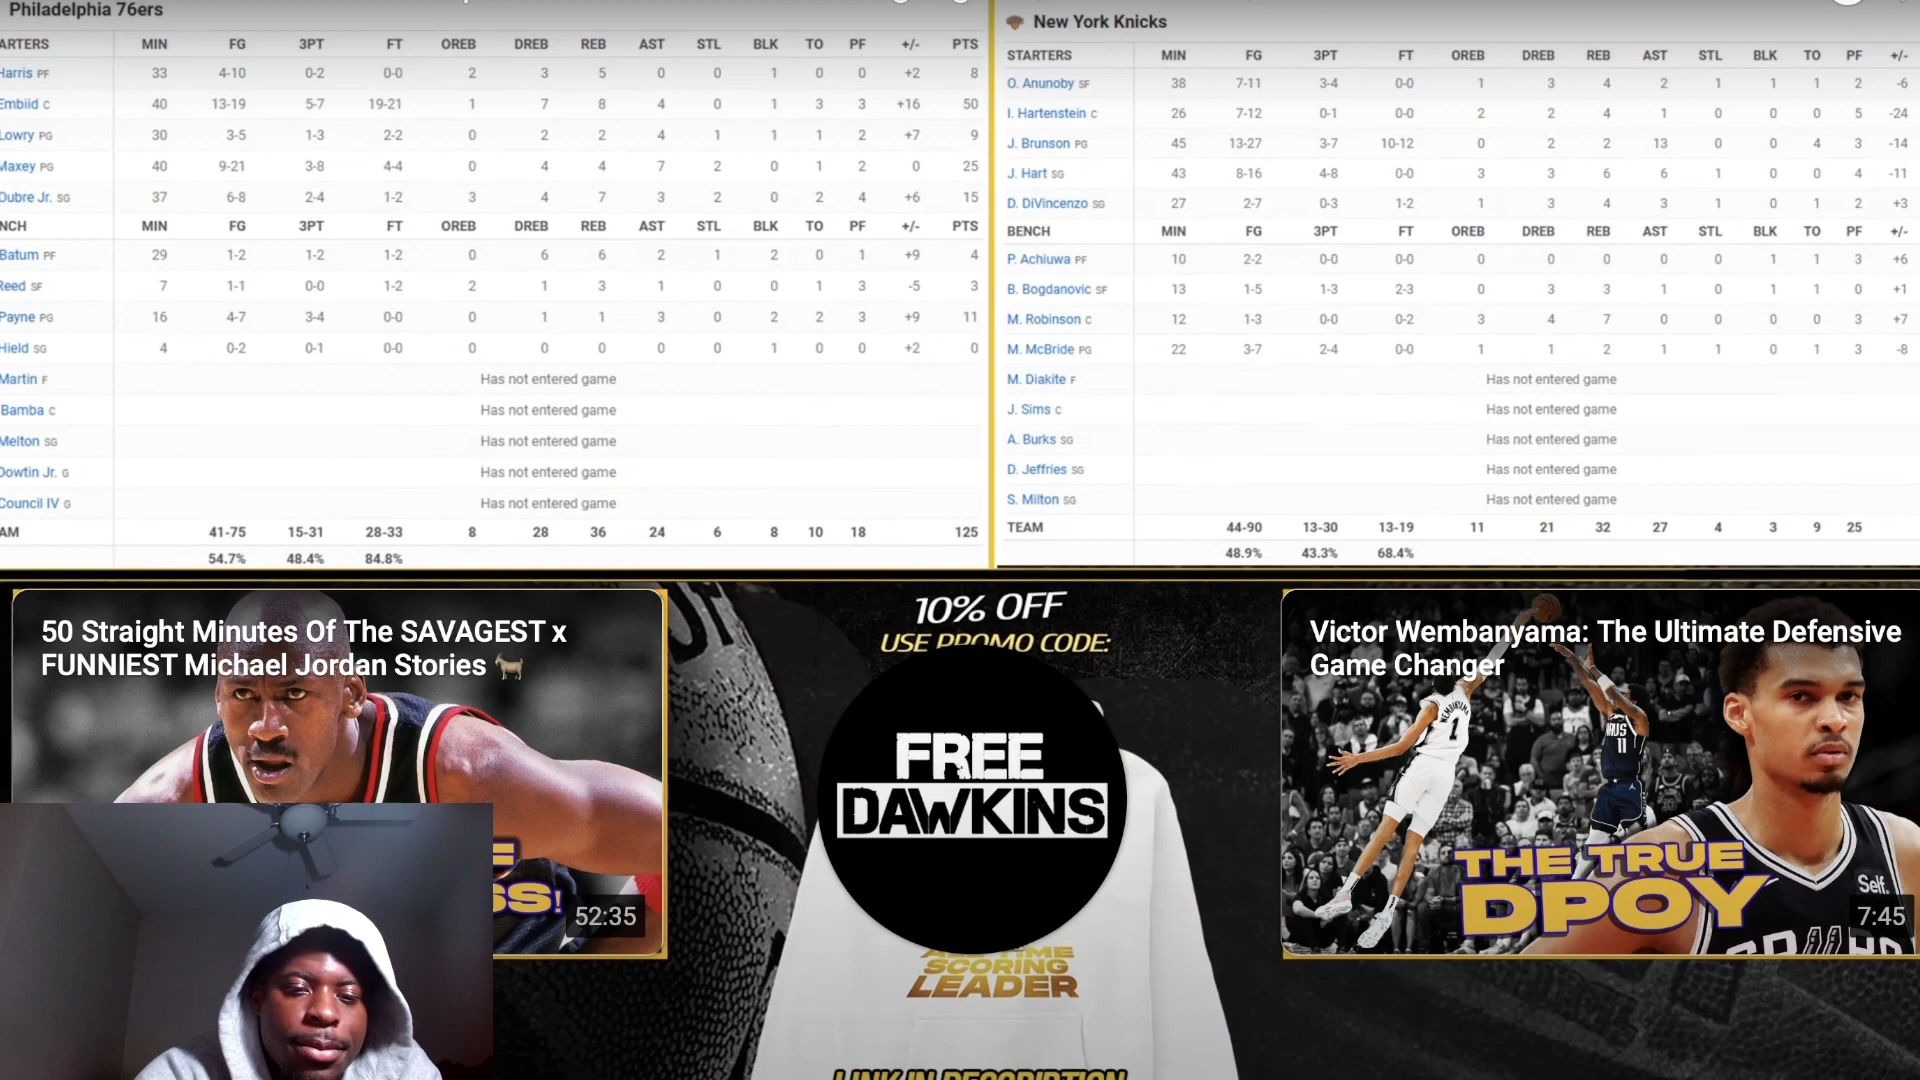 Philadelphia 76ers
ARTERS MIN FG 3PT FT OREB DREB REB AST STL BLK TO PF +/- PTS
Harris PF 33 4-10 0-2 0-0 2 3 5 0 0 1 0 0 +2 8
Embiid C 40 13-19 5-7 19-21 1 7 8 4 0 1 3 3 +16 50
Lowry PG 30 3-5 1-3 2-2 0 2 2 4 1 1 1 2 +7 9
Maxey PG 40 9-21 3-8 4-4 0 4 4 7 2 0 1 2 0 25
Oubre Jr. SG 37 6-8 2-4 1-2 3 4 7 3 2 0 2 4 +6 15
NCH MIN FG 3PT FT OREB DREB REB AST STL BLK TO PF +/- PTS
Batum PF 29 1-2 1-2 1-2 0 6 6 2 1 2 0 1 +9 4
Reed SF 7 1-1 0-0 1-2 2 1 3 1 0 0 1 3 -5 3
Payne PG 16 4-7 3-4 0-0 0 1 1 3 0 2 2 3 +9 11
Hield SG 4 0-2 0-1 0-0 0 0 0 0 0 1 0 0 +2 0
Martin F Has not entered game
Bamba C Has not entered game
Melton SG Has not entered game
Dowtin Jr. G Has not entered game
Council IV G Has not entered game
AM 41-75 15-31 28-33 8 28 36 24 6 8 10 18 125
54.7% 48.4% 84.8%
New York Knicks
STARTERS MIN FG 3PT FT OREB DREB REB AST STL BLK TO PF +/-
O. Anunoby SF 38 7-11 3-4 0-0 1 3 4 2 1 1 1 2 -6
I. Hartenstein C 26 7-12 0-1 0-0 2 2 4 1 0 0 0 5 -24
J. Brunson PG 45 13-27 3-7 10-12 0 2 2 13 0 0 4 3 -14
J. Hart SG 43 8-16 4-8 0-0 3 3 6 6 1 0 0 4 -11
D. DiVincenzo SG 27 2-7 0-3 1-2 1 3 4 3 1 0 1 2 +3
BENCH MIN FG 3PT FT OREB DREB REB AST STL BLK TO PF +/-
P. Achiuwa PF 10 2-2 0-0 0-0 0 0 0 0 0 1 1 3 +6
B. Bogdanovic SF 13 1-5 1-3 2-3 0 3 3 1 0 1 1 0 +1
M. Robinson C 12 1-3 0-0 0-2 3 4 7 0 0 0 0 3 +7
M. McBride PG 22 3-7 2-4 0-0 1 1 2 1 1 0 1 3 -8
M. Diakite F Has not entered game
J. Sims C Has not entered game
A. Burks SG Has not entered game
D. Jeffries SG Has not entered game
S. Milton SG Has not entered game
TEAM 44-90 13-30 13-19 11 21 32 27 4 3 9 25
48.9% 43.3% 68.4%
50 Straight Minutes Of The SAVAGEST x
FUNNIEST Michael Jordan Stories 🐐
SS!
52:35
10% OFF
USE PROMO CODE:
FREE
DAWKINS
ALL TIME
SCORING
LEADER
LINK IN DESCRIPTION
Victor Wembanyama: The Ultimate Defensive
Game Changer
WEMBANYAMA
1
11
THE TRUE
DPOY
Self.
7:45